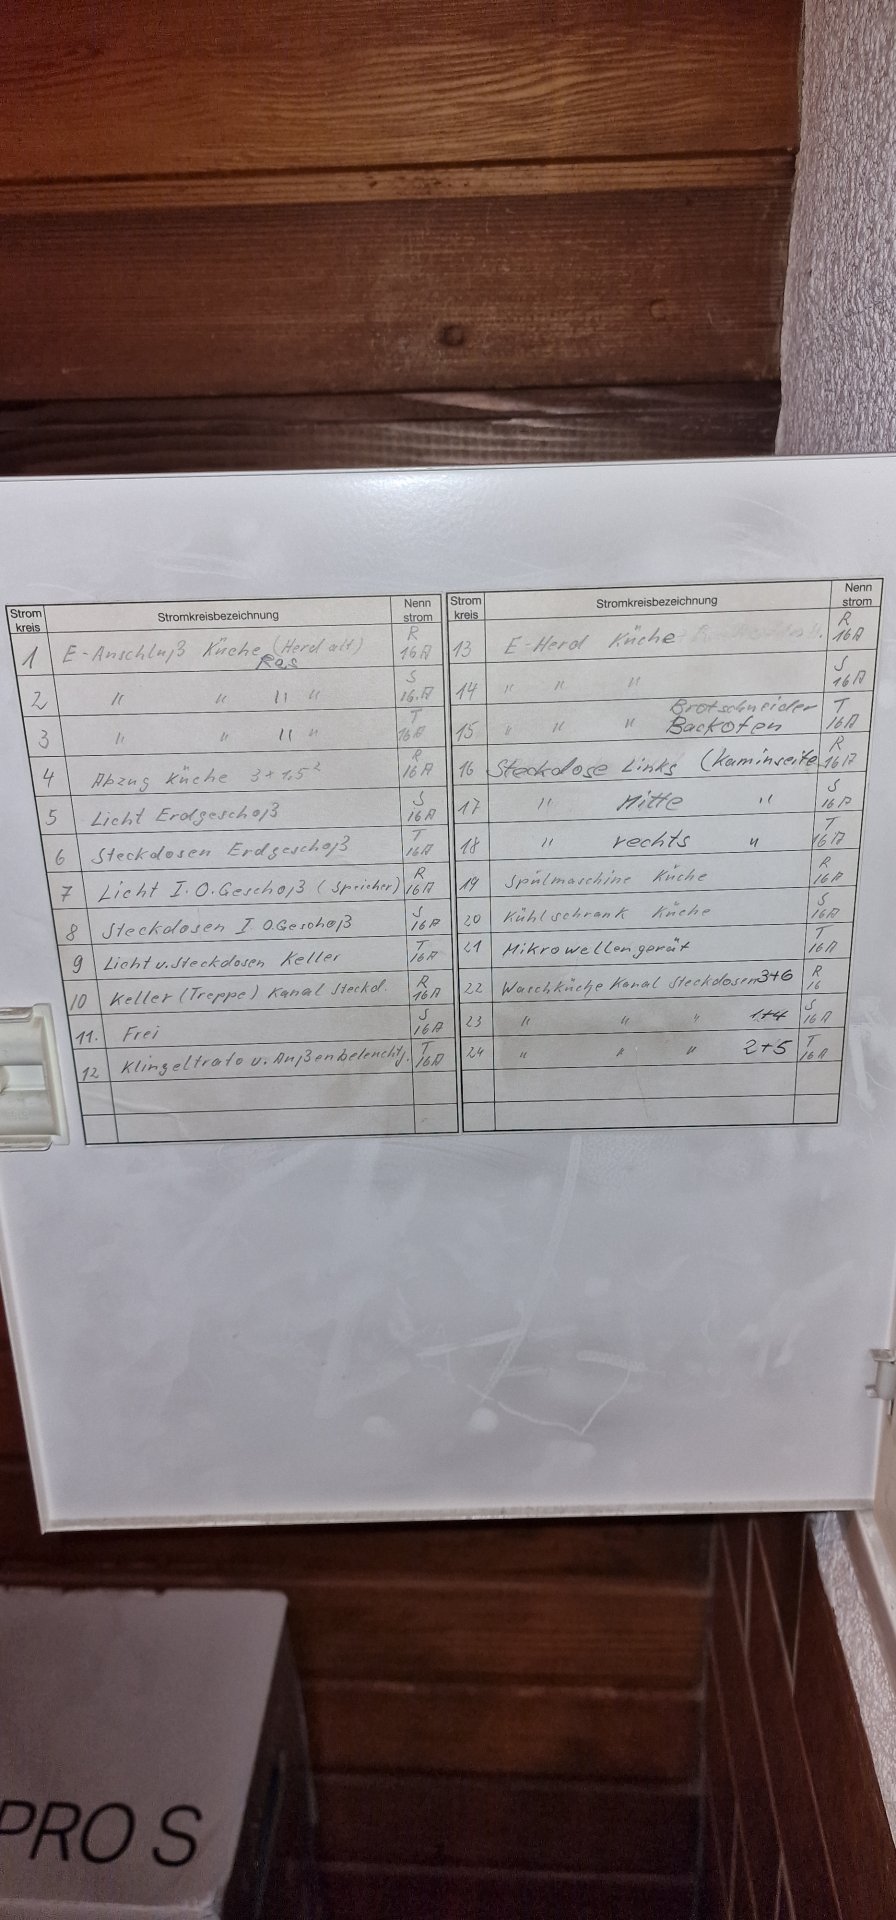 Strom kreis Stromkreisbezeichnung Nenn strom
1 E-Anschluß Küche (Herd alt) R 16A
2 " " " " S 16A
3 " " " " T 16A
4 Abzug Küche 3 x 1,5² R 16A
5 Licht Erdgeschoß S 16A
6 Steckdosen Erdgeschoß T 16A
7 Licht I. O. Geschoß (Speicher) R 16A
8 Steckdosen I. O. Geschoß S 16A
9 Licht u. Steckdosen Keller T 16A
10 Keller (Treppe) Kanal Steckd. R 16A
11. Frei S 16A
12 Klingeltrafo u. Außenbeleuchtg. T 16A
Strom kreis Stromkreisbezeichnung Nenn strom
13 E-Herd Küche R 16A
14 " " " S 16A
Brotschneider
15 " " " Backofen T 16A
16 Steckdose Links (Kaminseite R 16A
17 " Mitte " S 16A
18 " rechts " T 16A
19 Spülmaschine Küche R 16A
20 Kühlschrank Küche S 16A
21 Mikrowellengerät T 16A
22 Waschküche Kanal Steckdosen 3+6 R 16
23 " " " 1+4 S 16A
24 " " " 2+5 T 16A
PRO S